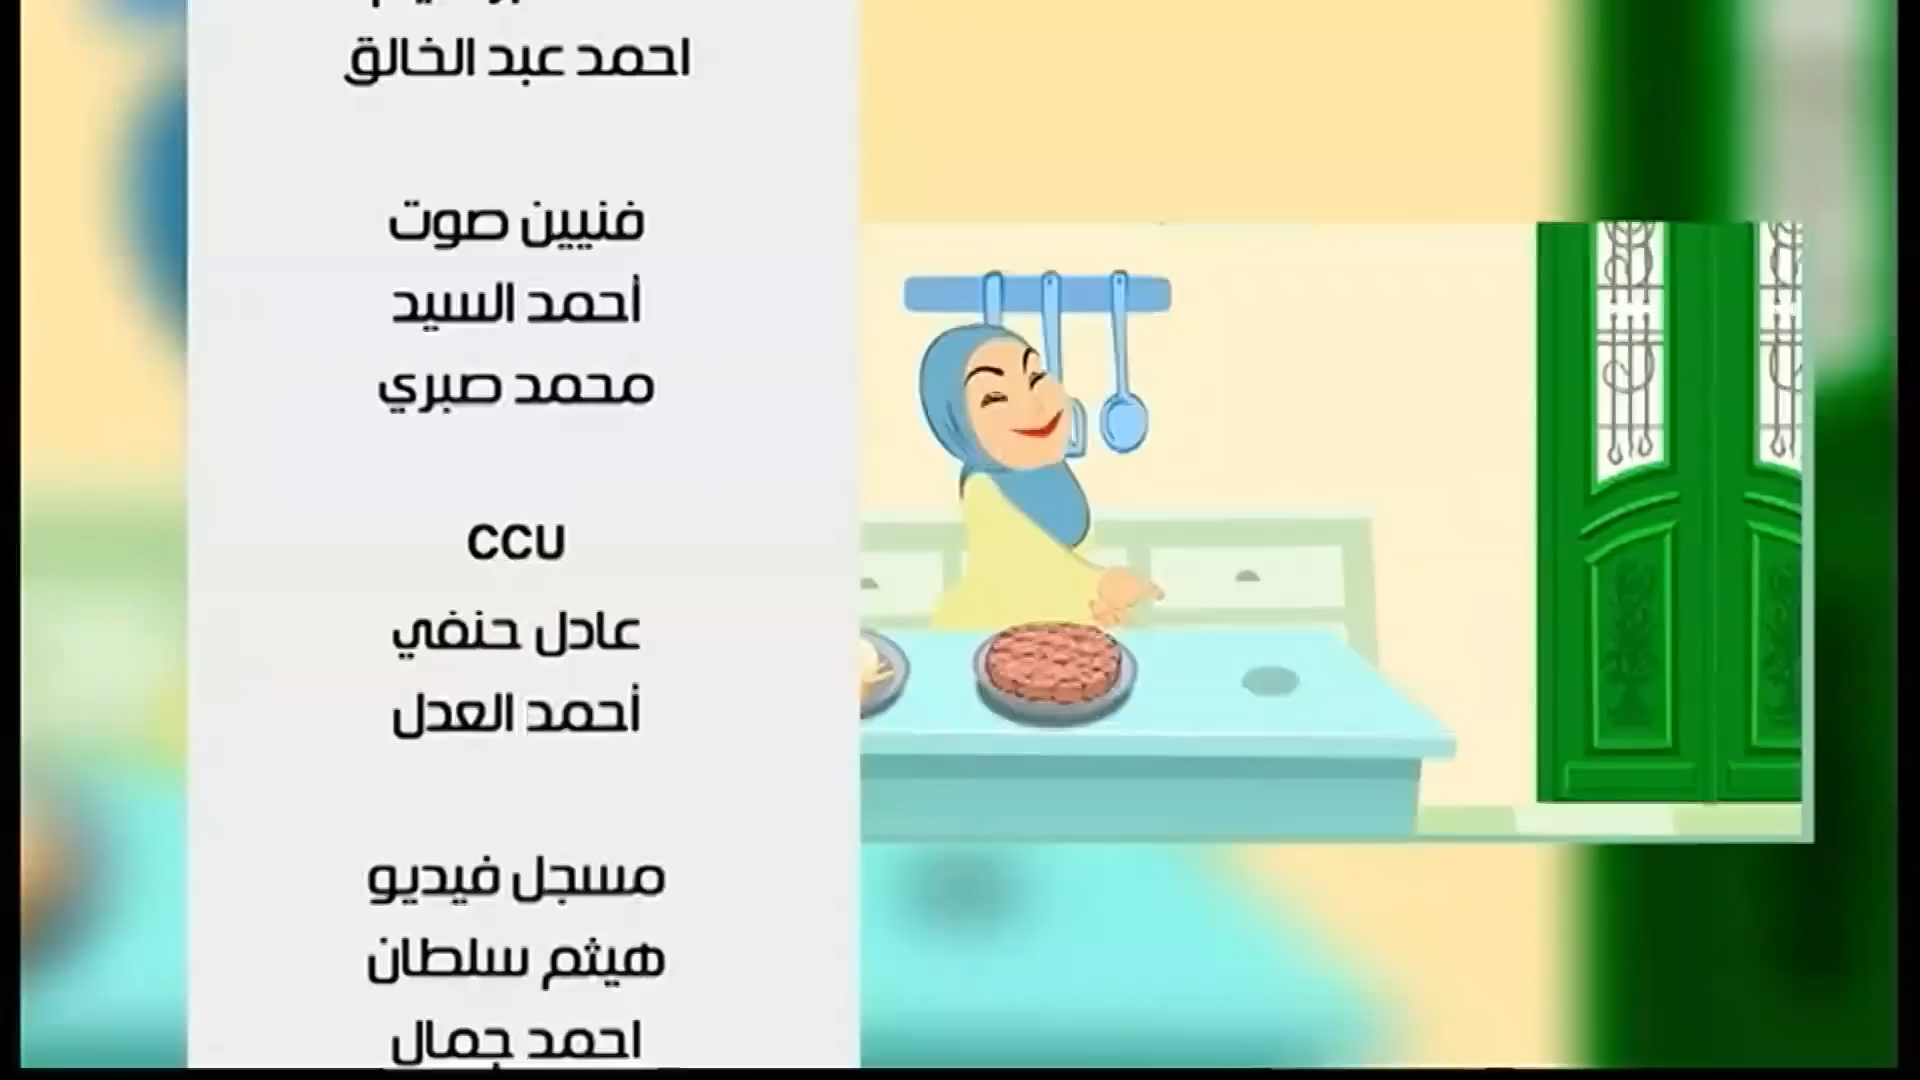 احمد عبد الخالق
فنيين صوت
أحمد السيد
محمد صبري
CCU
عادل حنفي
أحمد العدل
مسجل فيديو
هيثم سلطان
احمد جمال